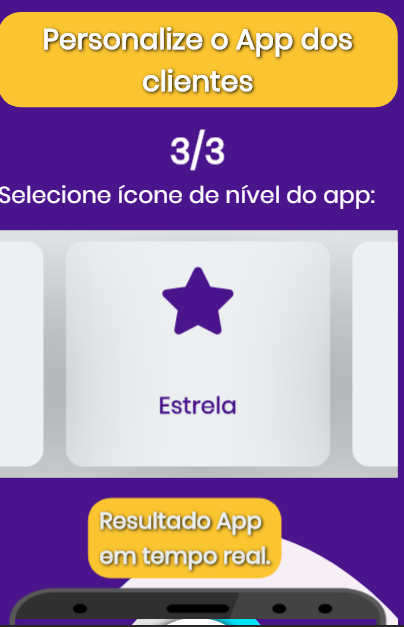 Personalize o App dos
clientes
3/3
Selecione ícone de nível do app:
Estrela
Resultado App
em tempo real.